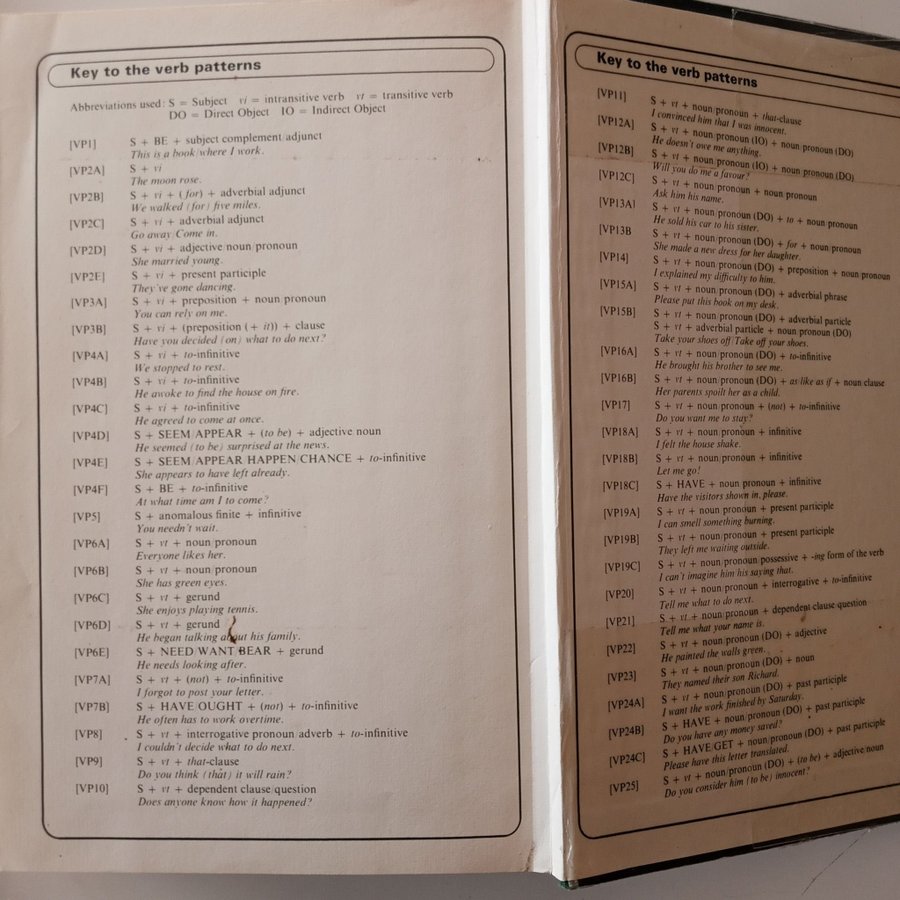 Key to the verb patterns
Abbreviations used: S = Subject vi = intransitive verb vt = transitive verb
DO = Direct Object IO = Indirect Object
[VP1] S + BE + subject complement/adjunct
This is a book/where I work.
[VP2A] S + vi
The moon rose.
[VP2B] S + vi + (for) + adverbial adjunct
We walked (for) five miles.
[VP2C] S + vi + adverbial adjunct
Go away/Come in.
[VP2D] S + vi + adjective/noun/pronoun
She married young.
[VP2E] S + vi + present participle
They've gone dancing.
[VP3A] S + vi + preposition + noun/pronoun
You can rely on me.
[VP3B] S + vi + (preposition (+ it)) + clause
Have you decided (on) what to do next?
[VP4A] S + vi + to-infinitive
We stopped to rest.
[VP4B] S + vi + to-infinitive
He awoke to find the house on fire.
[VP4C] S + vi + to-infinitive
He agreed to come at once.
[VP4D] S + SEEM/APPEAR + (to be) + adjective/noun
He seemed (to be) surprised at the news.
[VP4E] S + SEEM/APPEAR/HAPPEN/CHANCE + to-infinitive
She appears to have left already.
[VP4F] S + BE + to-infinitive
At what time am I to come?
[VP5] S + anomalous finite + infinitive
You needn't wait.
[VP6A] S + vt + noun/pronoun
Everyone likes her.
[VP6B] S + vt + noun/pronoun
She has green eyes.
[VP6C] S + vt + gerund
She enjoys playing tennis.
[VP6D] S + vt + gerund
He began talking about his family.
[VP6E] S + NEED/WANT/BEAR + gerund
He needs looking after.
[VP7A] S + vt + (not) + to-infinitive
I forgot to post your letter.
[VP7B] S + HAVE/OUGHT + (not) + to-infinitive
He often has to work overtime.
[VP8] S + vt + interrogative pronoun/adverb + to-infinitive
I couldn't decide what to do next.
[VP9] S + vt + that-clause
Do you think (that) it will rain?
[VP10] S + vt + dependent clause/question
Does anyone know how it happened?
Key to the verb patterns
[VP11] S + vt + noun/pronoun + that-clause
I convinced him that I was innocent.
[VP12A] S + vt + noun/pronoun (IO) + noun/pronoun (DO)
He doesn't owe me anything.
[VP12B] S + vt + noun/pronoun (IO) + noun/pronoun (DO)
Will you do me a favour?
[VP12C] S + vt + noun/pronoun + noun/pronoun
Ask him his name.
[VP13A] S + vt + noun/pronoun (DO) + to + noun/pronoun
He sold his car to his sister.
[VP13B S + vt + noun/pronoun (DO) + for + noun/pronoun
She made a new dress for her daughter.
[VP14] S + vt + noun/pronoun (DO) + preposition + noun/pronoun
I explained my difficulty to him.
[VP15A] S + vt + noun/pronoun (DO) + adverbial phrase
Please put this book on my desk.
[VP15B] S + vt + noun/pronoun (DO) + adverbial particle
S + vt + adverbial particle + noun/pronoun (DO)
Take your shoes off/Take off your shoes.
[VP16A] S + vt + noun/pronoun (DO) + to-infinitive
He brought his brother to see me.
[VP16B] S + vt + noun/pronoun (DO) + as/like/as if + noun/clause
Her parents spoilt her as a child.
[VP17] S + vt + noun/pronoun + (not) + to-infinitive
Do you want me to stay?
[VP18A] S + vt + noun/pronoun + infinitive
I felt the house shake.
[VP18B] S + vt + noun/pronoun + infinitive
Let me go!
[VP18C] S + HAVE + noun/pronoun + infinitive
Have the visitors shown in, please.
[VP19A] S + vt + noun/pronoun + present participle
I can smell something burning.
[VP19B] S + vt + noun/pronoun + present participle
They left me waiting outside.
[VP19C] S + vt + noun/pronoun/possessive + -ing form of the verb
I can't imagine him/his saying that.
[VP20] S + vt + noun/pronoun + interrogative + to-infinitive
Tell me what to do next.
[VP21] S + vt + noun/pronoun + dependent clause/question
Tell me what your name is.
[VP22] S + vt + noun/pronoun (DO) + adjective
He painted the walls green.
[VP23] S + vt + noun/pronoun (DO) + noun
They named their son Richard.
[VP24A] S + vt + noun/pronoun (DO) + past participle
I want the work finished by Saturday.
[VP24B] S + HAVE + noun/pronoun (DO) + past participle
Do you have any money saved?
[VP24C] S + HAVE/GET + noun/pronoun (DO) + past participle
Please have this letter translated.
[VP25] S + vt + noun/pronoun (DO) + (to be) + adjective/noun
Do you consider him (to be) innocent?